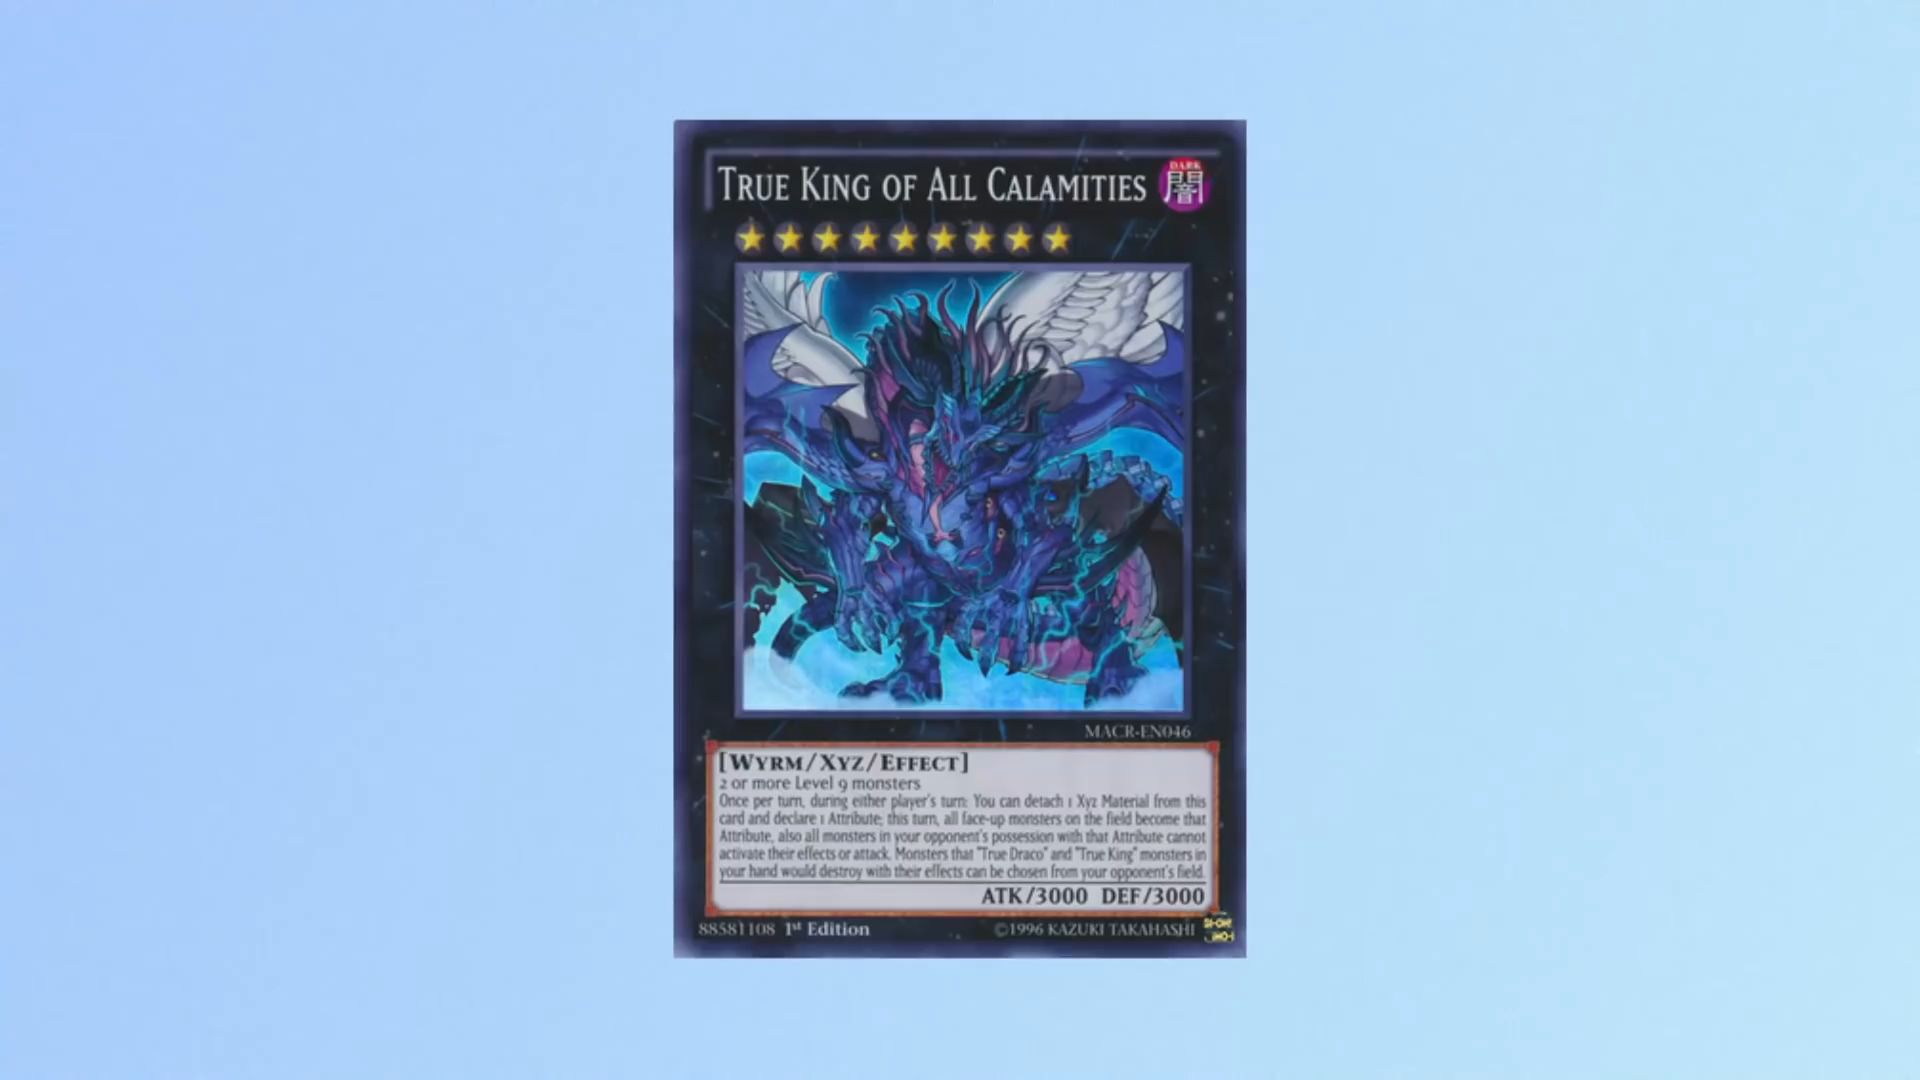 TRUE KING OF ALL CALAMITIES
DARK
闇
MACR-EN046
[WYRM/XYZ/EFFECT]
2 or more Level 9 monsters
Once per turn, during either player's turn: You can detach 1 Xyz Material from this
card and declare 1 Attribute; this turn, all face-up monsters on the field become that
Attribute, also all monsters in your opponent's possession with that Attribute cannot
activate their effects or attack. Monsters that "True Draco" and "True King" monsters in
your hand would destroy with their effects can be chosen from your opponent's field.
ATK/3000 DEF/3000
88581108 1st Edition
©1996 KAZUKI TAKAHASHI